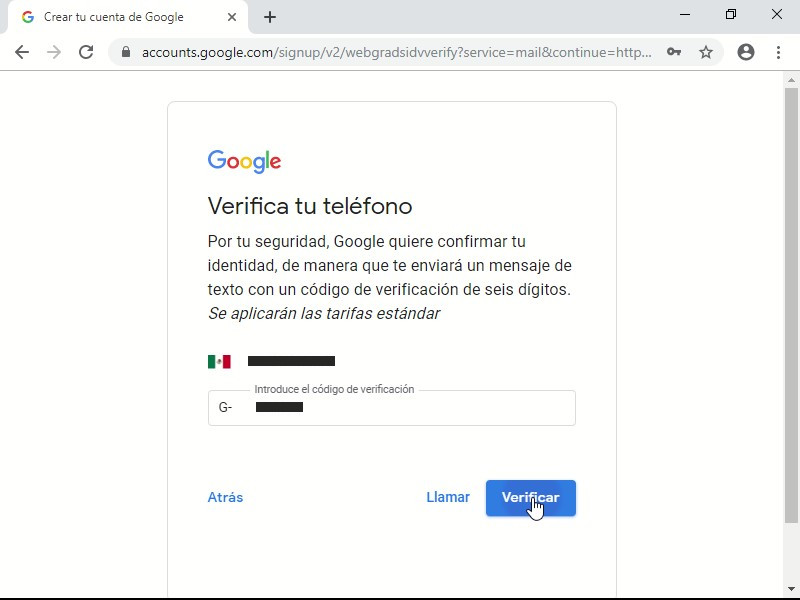 Crear tu cuenta de Google
accounts.google.com/signup/v2/webgradsidvverify?service=mail&continue=http...
Google
Verifica tu teléfono
Por tu seguridad, Google quiere confirmar tu
identidad, de manera que te enviará un mensaje de
texto con un código de verificación de seis dígitos.
Se aplicarán las tarifas estándar
Introduce el código de verificación
G-
Atrás
Llamar
Verificar